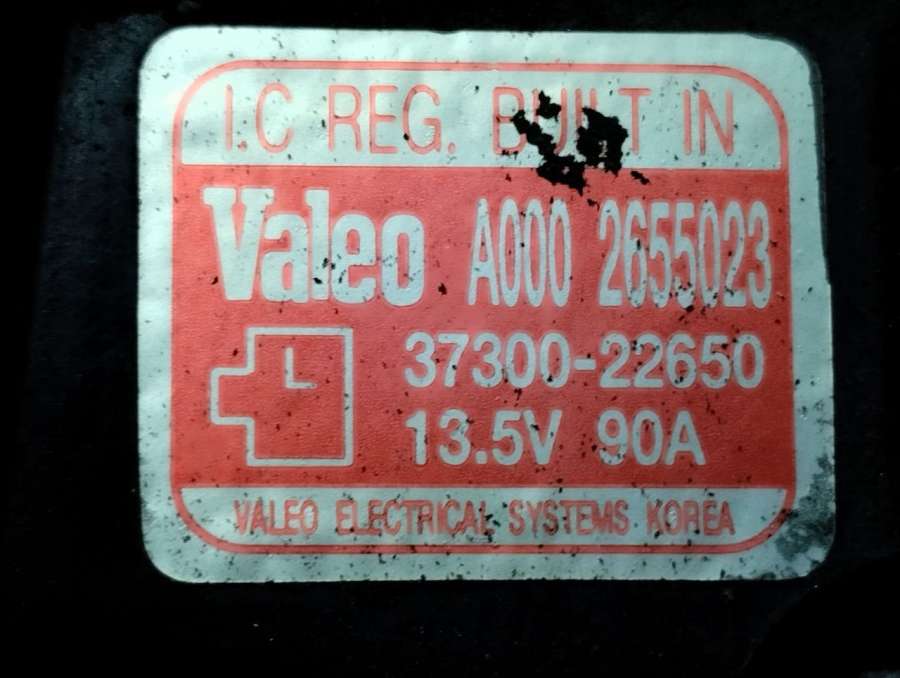 I.C REG. BUILT IN
Valeo A000 2655023
L
37300-22650
13.5V 90A
VALEO ELECTRICAL SYSTEMS KOREA